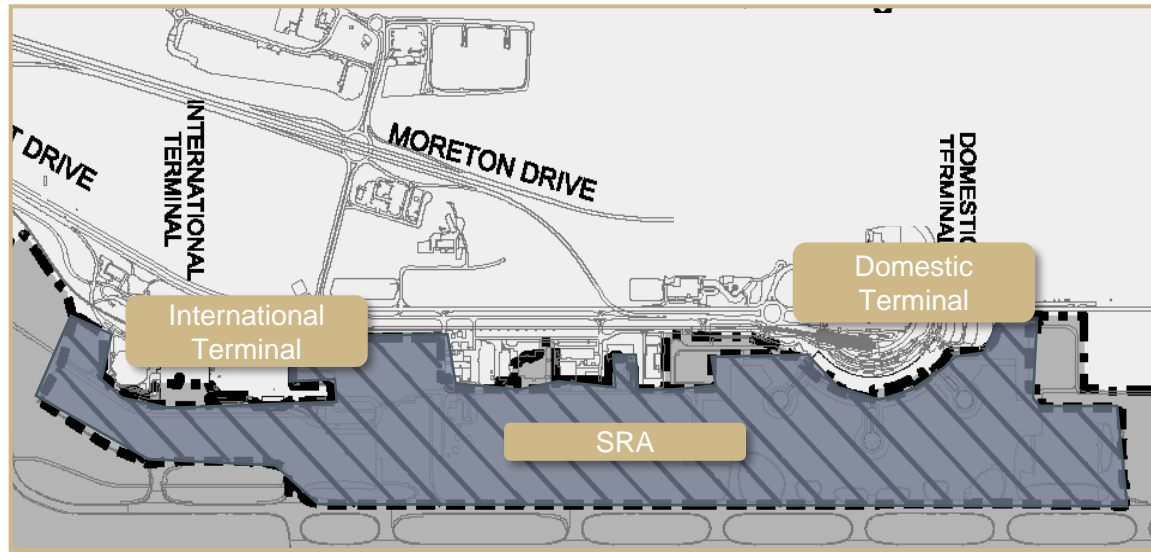 INTERNATIONAL
TERMINAL
DRIVE
MORETON DRIVE
DOMESTIC
TERMINAL
International
Terminal
Domestic
Terminal
SRA